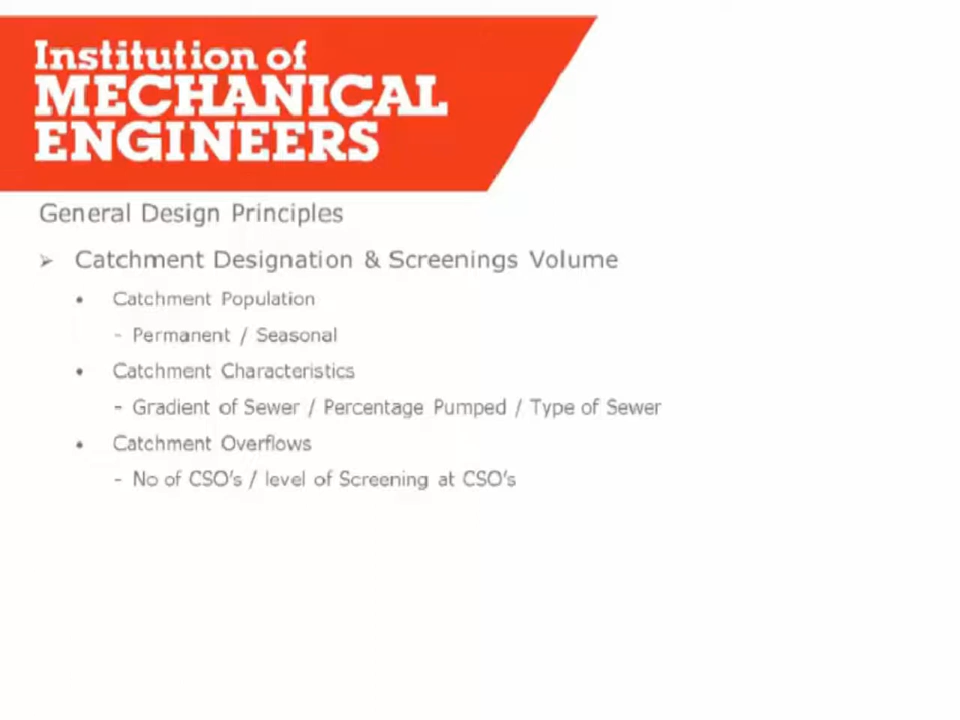 Institution of
MECHANICAL
ENGINEERS
General Design Principles
➢ Catchment Designation & Screenings Volume
• Catchment Population
- Permanent / Seasonal
• Catchment Characteristics
- Gradient of Sewer / Percentage Pumped / Type of Sewer
• Catchment Overflows
- No of CSO's / level of Screening at CSO's